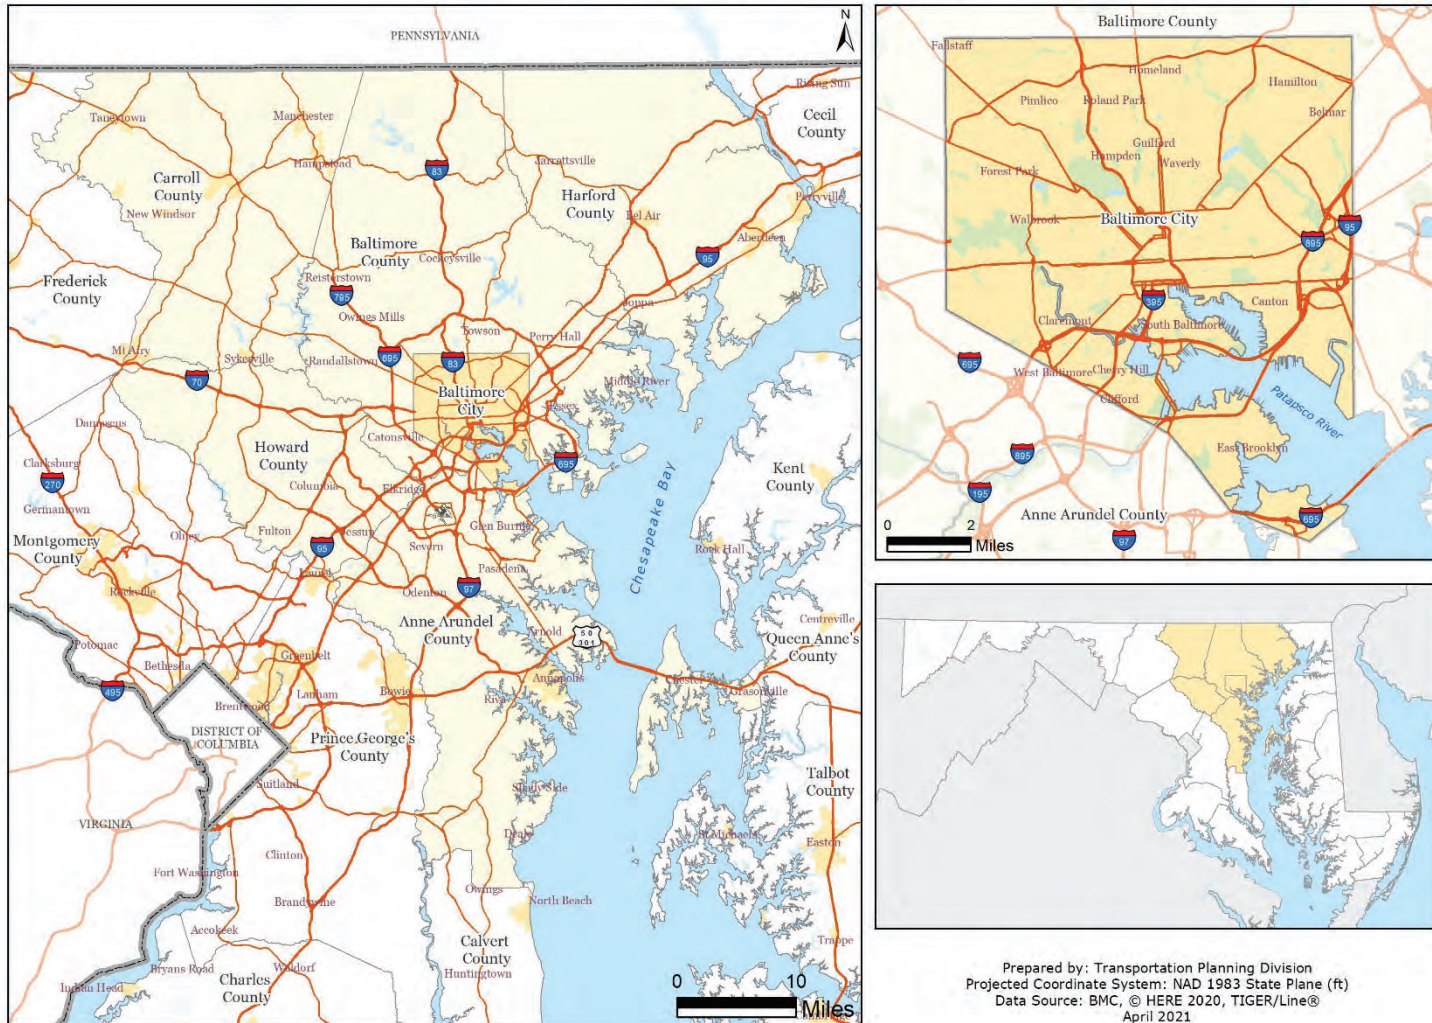 PENNSYLVANIA
N
Rising Sun
Cecil
County
Taneytown
Manchester
Hampstead
83
Jarrettsville
Carroll
County
New Windsor
Harford
County
Bel Air
Perryville
Aberdeen
95
Baltimore
County
Cockeysville
Reisterstown
795
Owings Mills
Joppa
Frederick
County
Towson
Perry Hall
Mt Airy
Sykesville
Randallstown
695
83
70
Middle River
Baltimore
City
Essex
Damascus
Catonsville
Howard
County
695
Clarksburg
270
Columbia
Elkridge
Kent
County
Germantown
Chesapeake Bay
Montgomery
County
Olney
Fulton
95
Jessup
Glen Burnie
Severn
Rock Hall
Laurel
Pasadena
Rockville
Odenton
97
Anne Arundel
County
Arnold
50
301
Centreville
Queen Anne's
County
Potomac
Bethesda
Greenbelt
495
Lanham
Bowie
Annapolis
Chester
Grasonville
Brentwood
Riva
DISTRICT OF
COLUMBIA
Prince George's
County
Suitland
Shady Side
Talbot
County
VIRGINIA
Deale
St Michaels
Easton
Clinton
Fort Washington
Owings
North Beach
Brandywine
Accokeek
Calvert
County
Trappe
Bryans Road
Waldorf
Huntingtown
Indian Head
Charles
County
0 10
Miles
Cambridge
Baltimore County
Fallstaff
Homeland
Hamilton
Pimlico
Roland Park
Belmar
Guilford
Hampden
Waverly
Forest Park
Walbrook
Baltimore City
95
895
395
Canton
Claremont
South Baltimore
695
West Baltimore
Cherry Hill
Clifford
Patapsco River
East Brooklyn
895
195
Anne Arundel County
695
97
0 2
Miles
Prepared by: Transportation Planning Division
Projected Coordinate System: NAD 1983 State Plane (ft)
Data Source: BMC, © HERE 2020, TIGER/Line®
April 2021